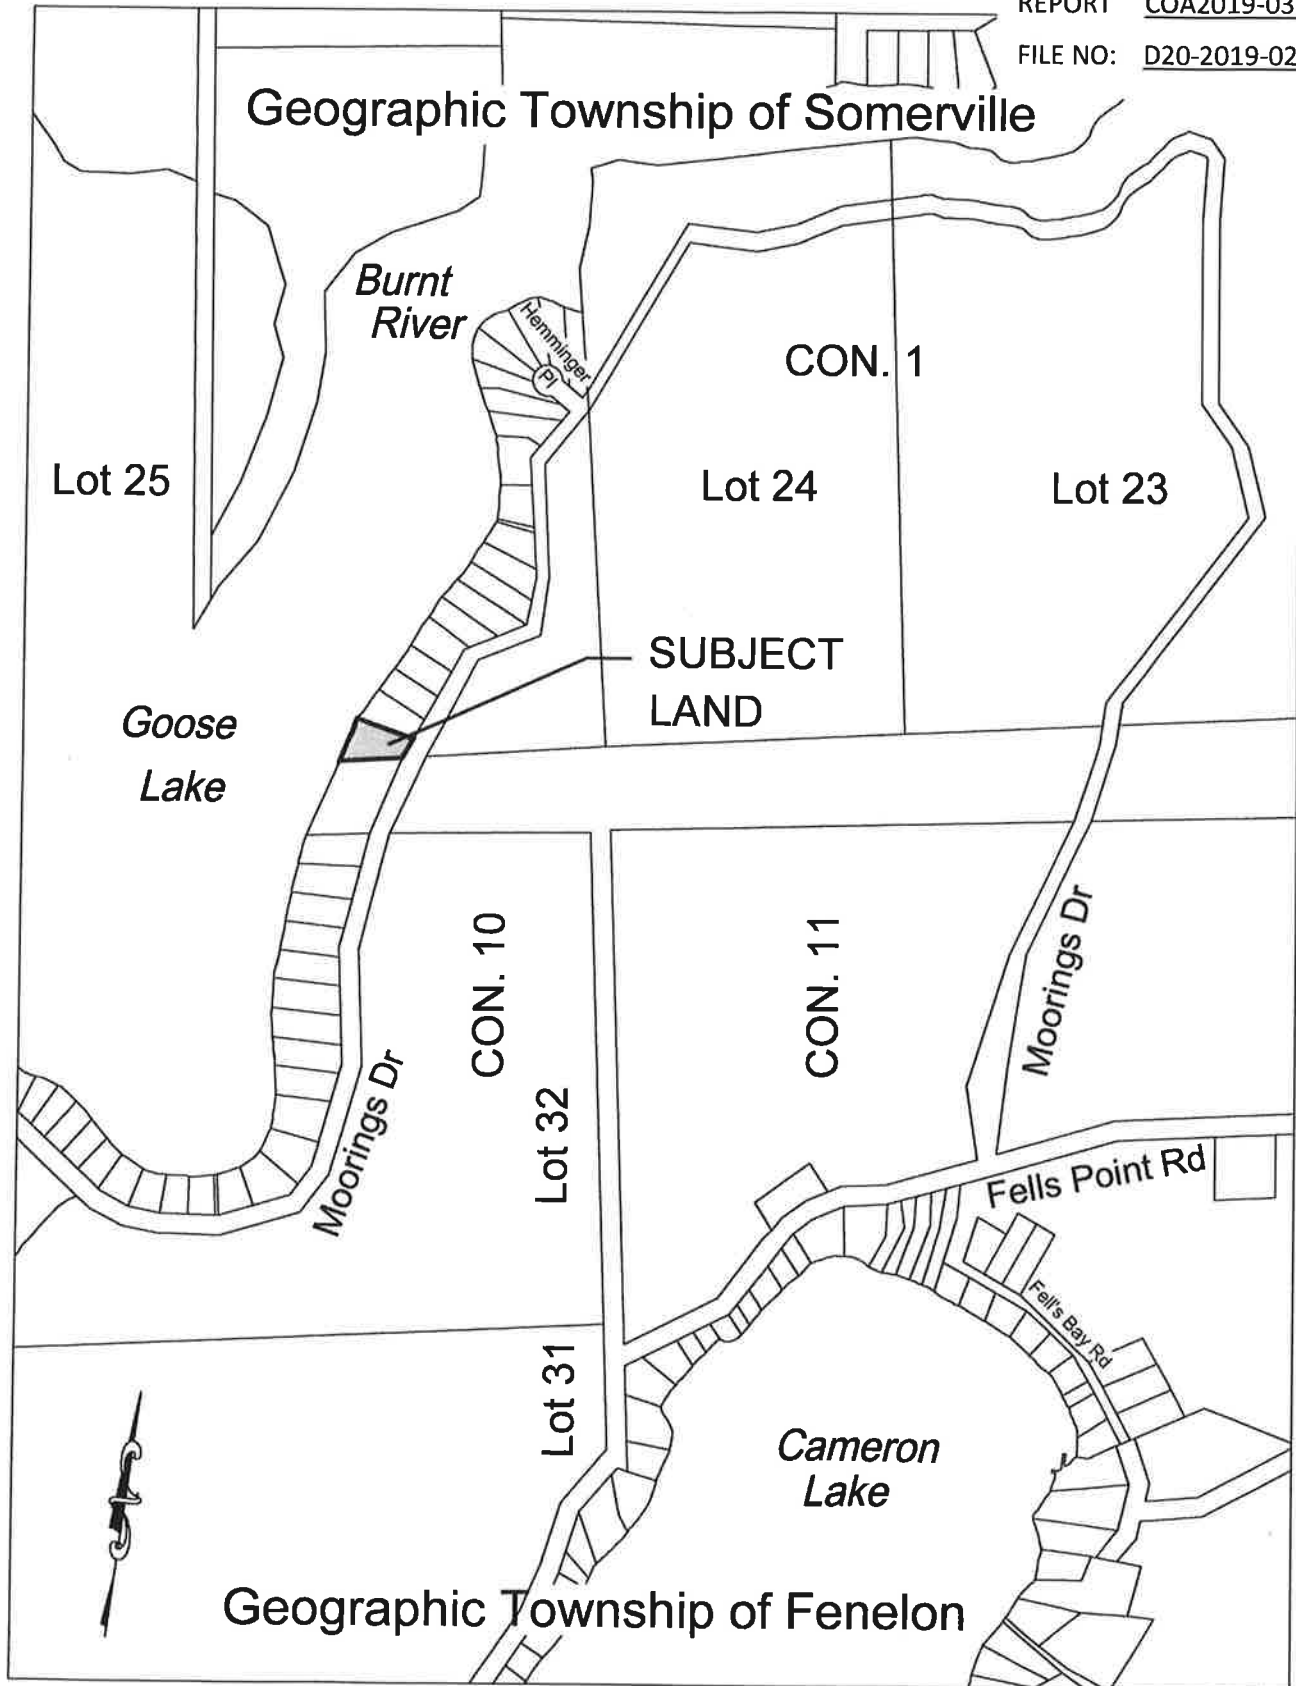 REPORT COA2019-03
FILE NO: D20-2019-02
Geographic Township of Somerville
Burnt
River
Hemminger
Pl
CON. 1
Lot 25
Lot 24
Lot 23
SUBJECT
LAND
Goose
Lake
CON. 10
CON. 11
Moorings Dr
Moorings Dr
Lot 32
Fells Point Rd
Fell's Bay Rd
Lot 31
Cameron
Lake
Geographic Township of Fenelon